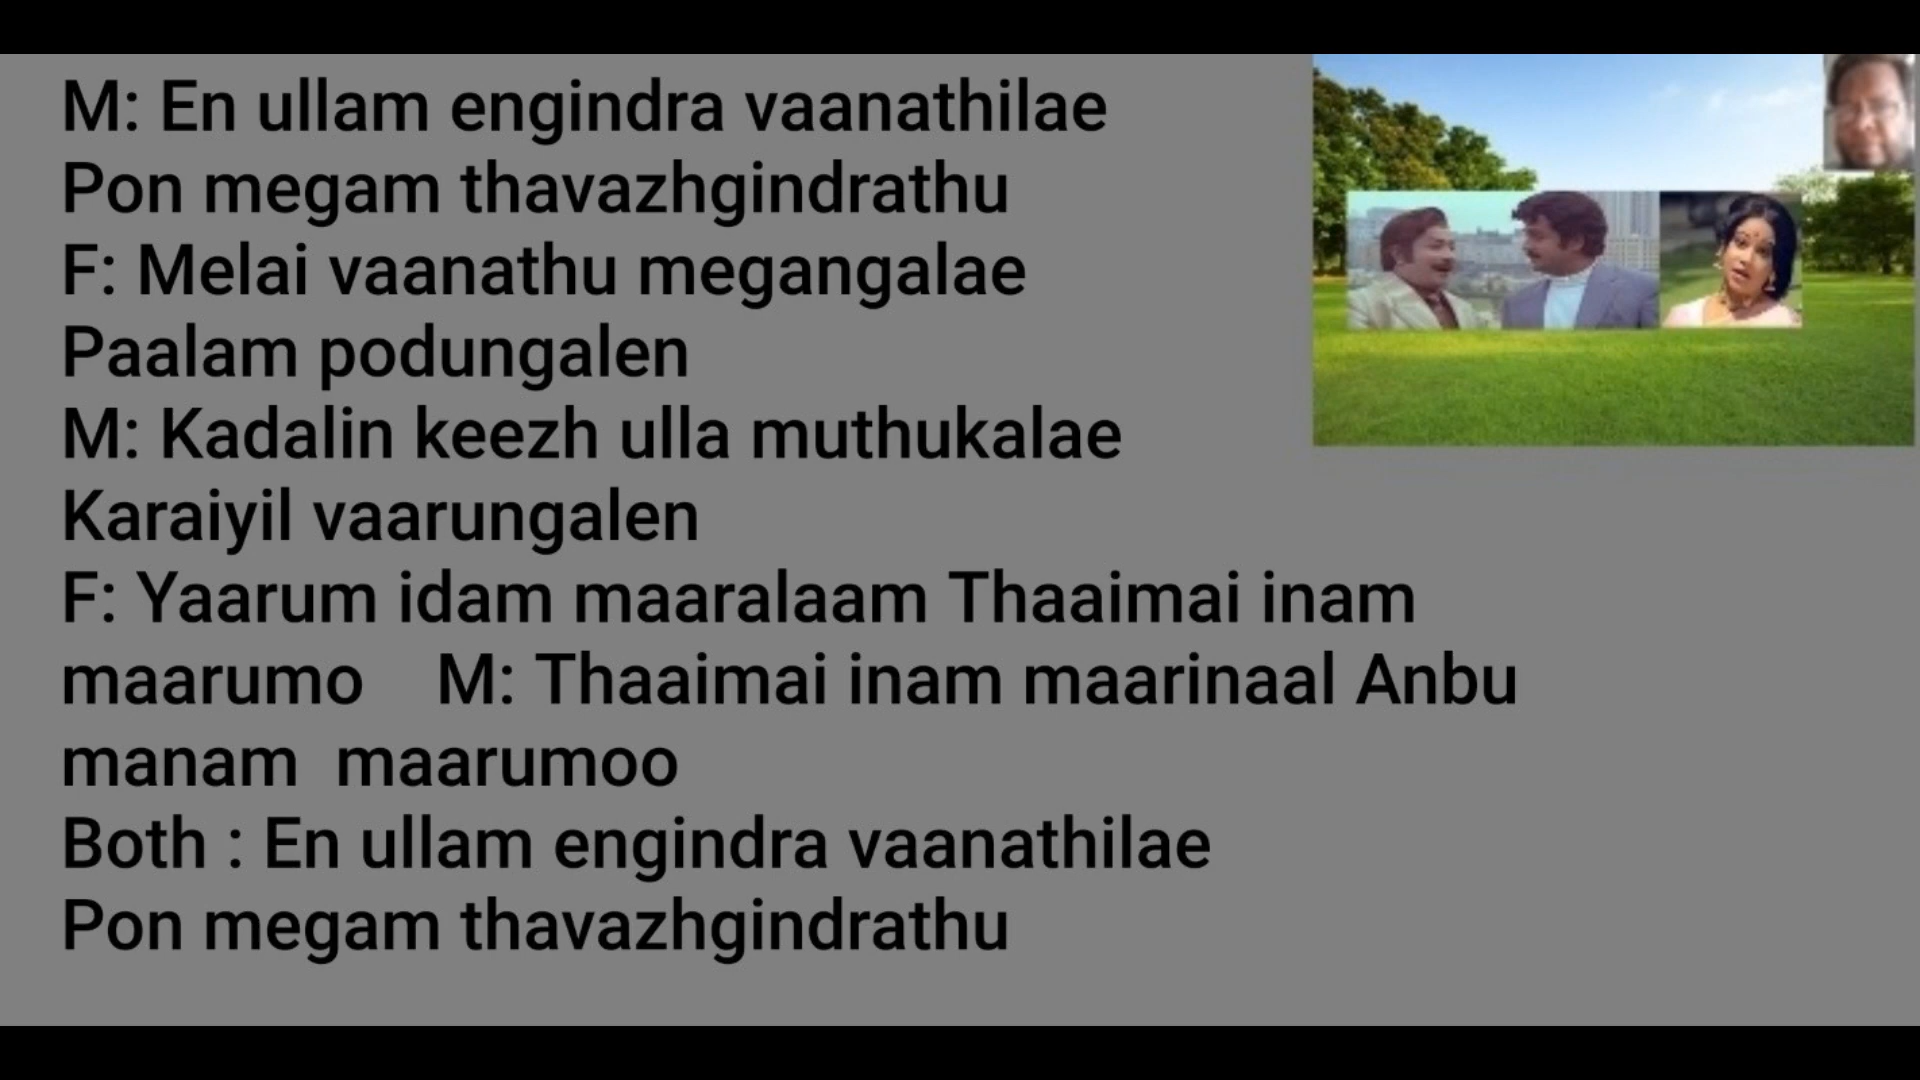 M: En ullam engindra vaanathilae
Pon megam thavazhgindrathu
F: Melai vaanathu megangalae
Paalam podungalen
M: Kadalin keezh ulla muthukalae
Karaiyil vaarungalen
F: Yaarum idam maaralaam Thaaimai inam
maarumo    M: Thaaimai inam maarinaal Anbu
manam  maarumoo
Both : En ullam engindra vaanathilae
Pon megam thavazhgindrathu